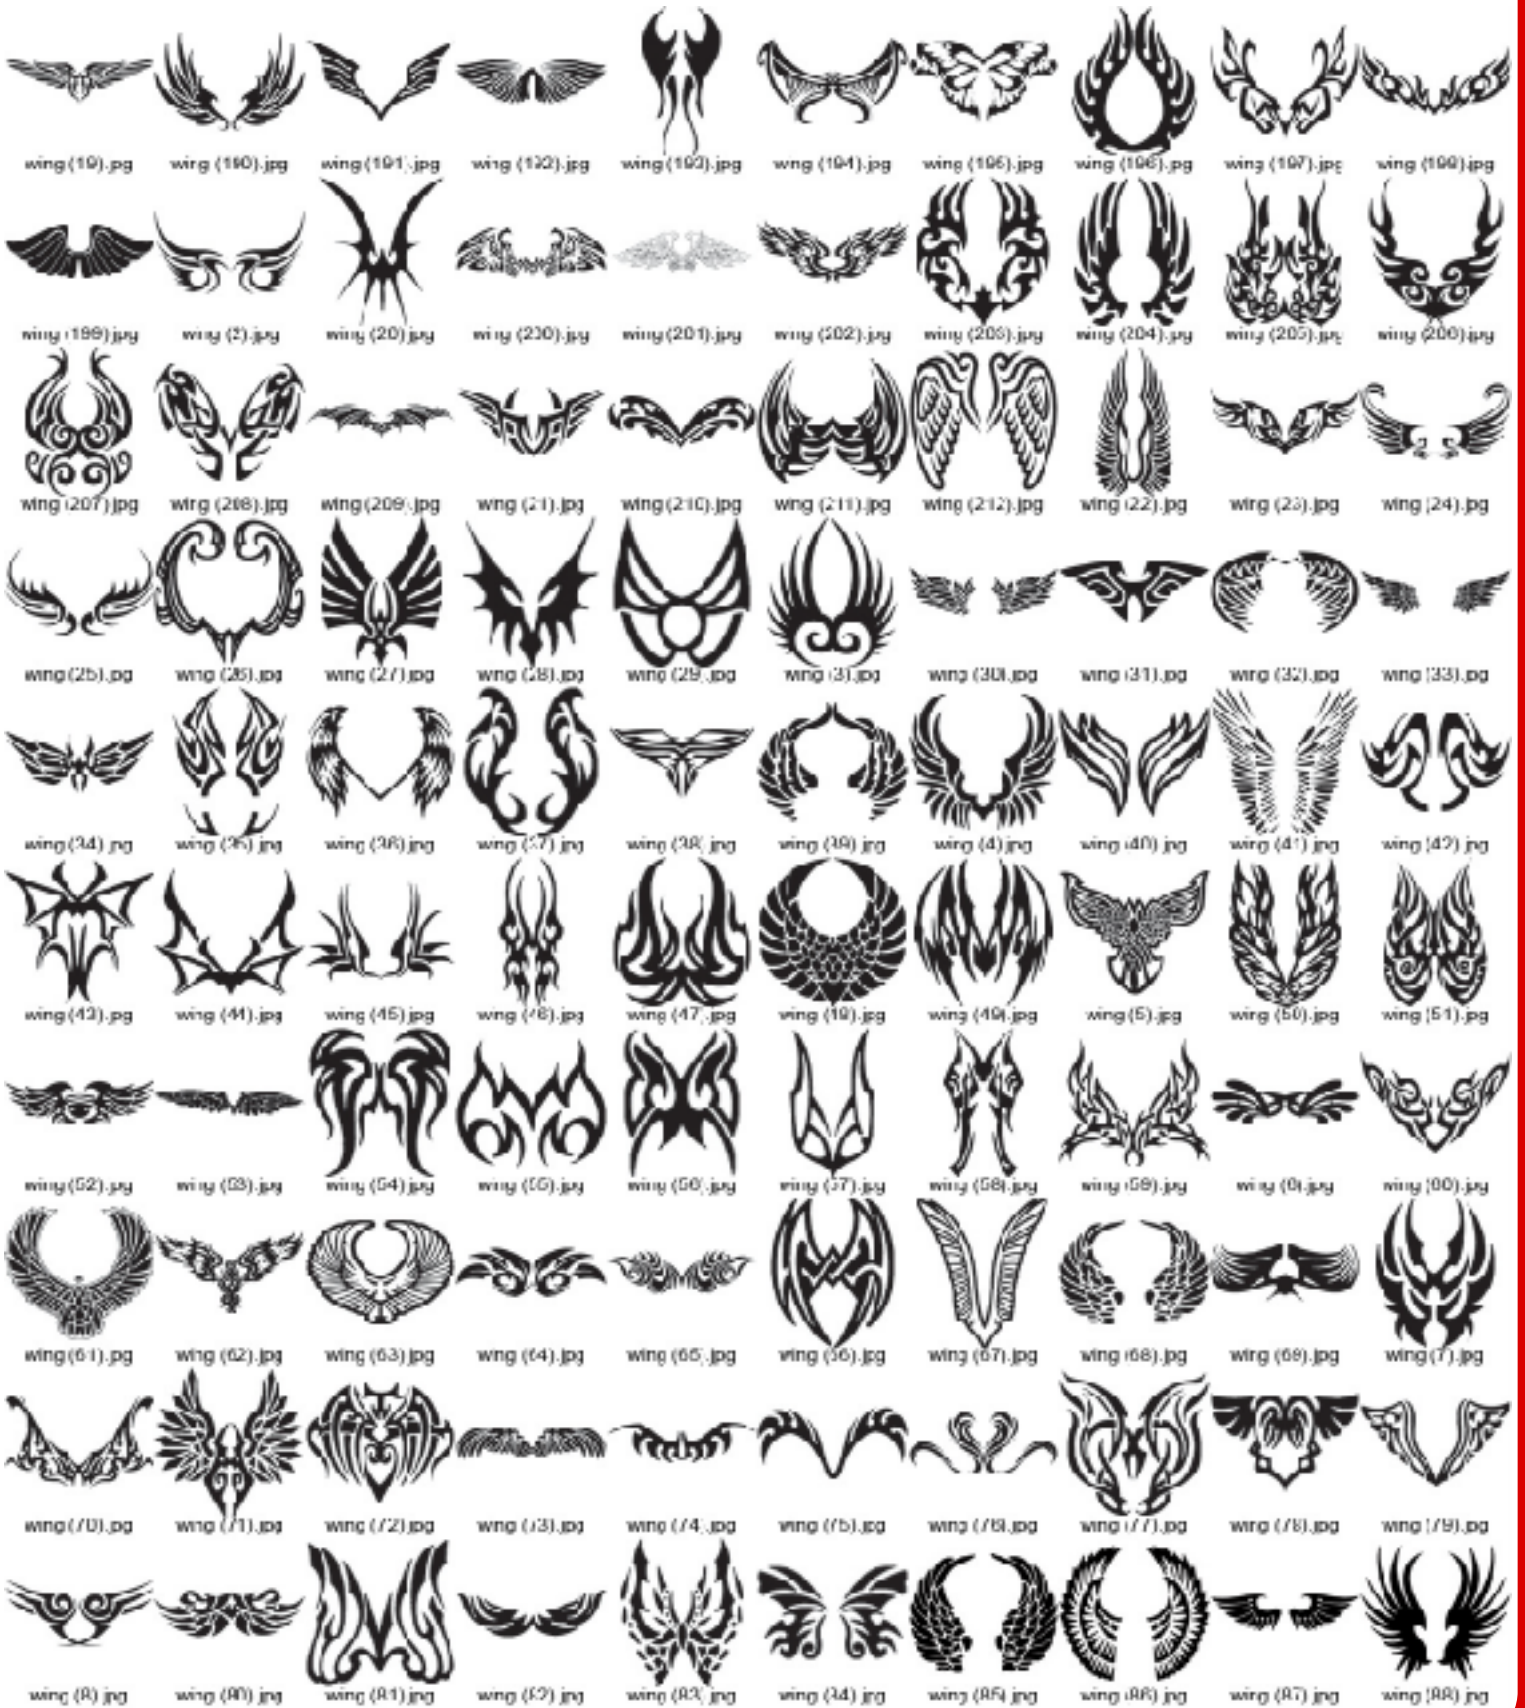 wing (19).jpg wing (190).jpg wing (191).jpg wing (192).jpg wing (193).jpg wing (194).jpg wing (195).jpg wing (196).jpg wing (197).jpg wing (198).jpg
wing (199).jpg wing (2).jpg wing (20).jpg wing (200).jpg wing (201).jpg wing (202).jpg wing (203).jpg wing (204).jpg wing (205).jpg wing (206).jpg
wing (207).jpg wing (208).jpg wing (209).jpg wing (21).jpg wing (210).jpg wing (211).jpg wing (212).jpg wing (22).jpg wing (23).jpg wing (24).jpg
wing (25).jpg wing (26).jpg wing (27).jpg wing (28).jpg wing (29).jpg wing (3).jpg wing (30).jpg wing (31).jpg wing (32).jpg wing (33).jpg
wing (34).jpg wing (35).jpg wing (36).jpg wing (37).jpg wing (38).jpg wing (39).jpg wing (4).jpg wing (40).jpg wing (41).jpg wing (42).jpg
wing (43).jpg wing (44).jpg wing (45).jpg wing (46).jpg wing (47).jpg wing (48).jpg wing (49).jpg wing (5).jpg wing (50).jpg wing (51).jpg
wing (52).jpg wing (53).jpg wing (54).jpg wing (55).jpg wing (56).jpg wing (57).jpg wing (58).jpg wing (59).jpg wing (6).jpg wing (60).jpg
wing (61).jpg wing (62).jpg wing (63).jpg wing (64).jpg wing (65).jpg wing (66).jpg wing (67).jpg wing (68).jpg wing (69).jpg wing (7).jpg
wing (70).jpg wing (71).jpg wing (72).jpg wing (73).jpg wing (74).jpg wing (75).jpg wing (76).jpg wing (77).jpg wing (78).jpg wing (79).jpg
wing (8).jpg wing (80).jpg wing (81).jpg wing (82).jpg wing (83).jpg wing (84).jpg wing (85).jpg wing (86).jpg wing (87).jpg wing (88).jpg